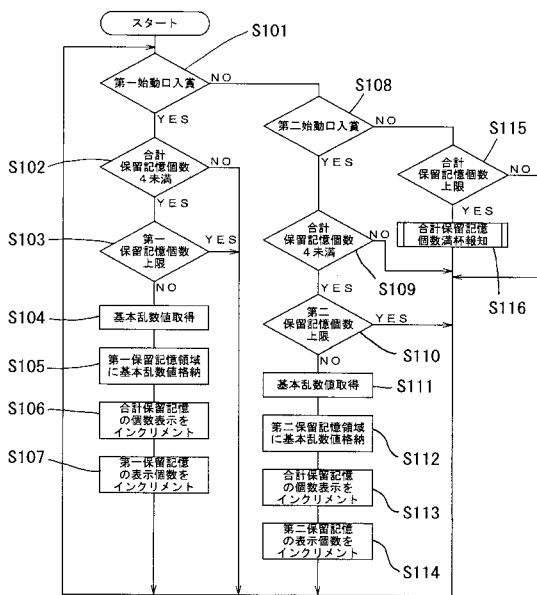 スタート
S101
第一始動口入賞
NO
YES
S108
第二始動口入賞
NO
YES
S115
合計
保留記憶個数
上限
NO
YES
合計保留記憶
個数満杯報知
S116
S102
合計
保留記憶個数
4未満
NO
YES
S103
第一
保留記憶個数
上限
YES
NO
S104
基本乱数値取得
S105
第一保留記憶領域
に基本乱数値格納
S106
合計保留記憶
の個数表示を
インクリメント
S107
第一保留記憶
の表示個数を
インクリメント
合計
保留記憶個数
4未満
NO
YES
S109
第二
保留記憶個数
上限
YES
NO
S110
基本乱数値取得
S111
第二保留記憶領域
に基本乱数値格納
S112
合計保留記憶
の個数表示を
インクリメント
S113
第二保留記憶
の表示個数を
インクリメント
S114